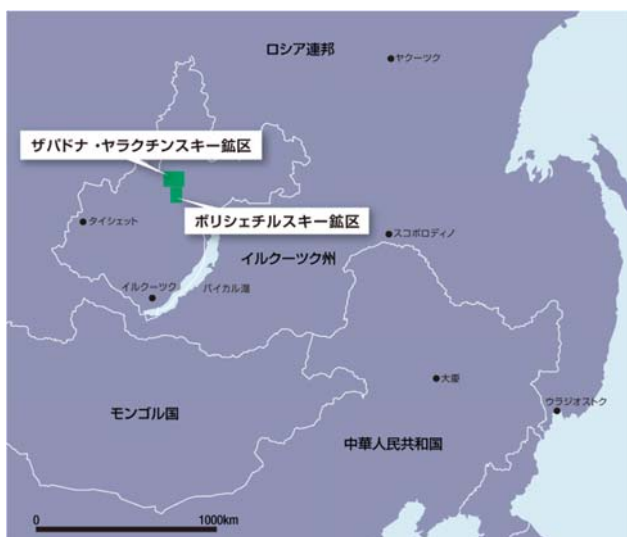 ロシア連邦
ヤクーツク
ザパドナ・ヤラクチンスキー鉱区
ボリシェチルスキー鉱区
タイシェット
スコボロディノ
イルクーツク州
イルクーツク
バイカル湖
大慶
モンゴル国
ウラジオストク
中華人民共和国
0 1000km